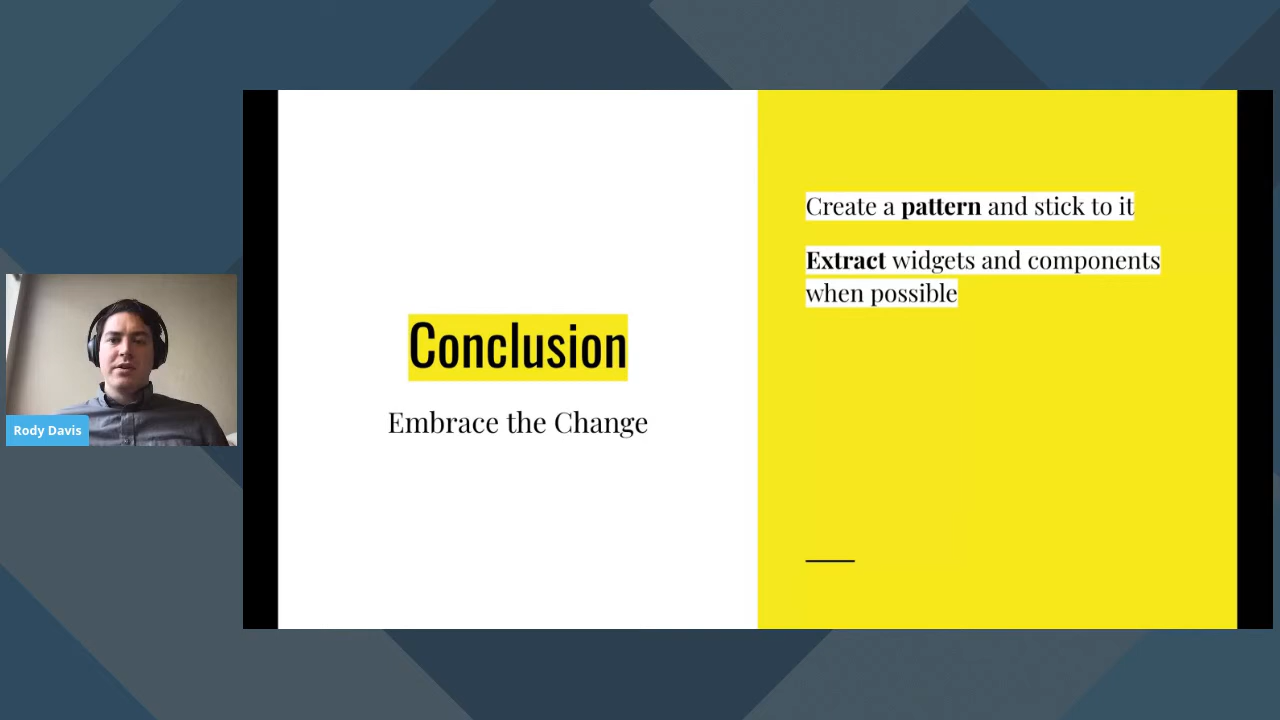 Rody Davis
Conclusion
Embrace the Change
Create a pattern and stick to it
Extract widgets and components
when possible